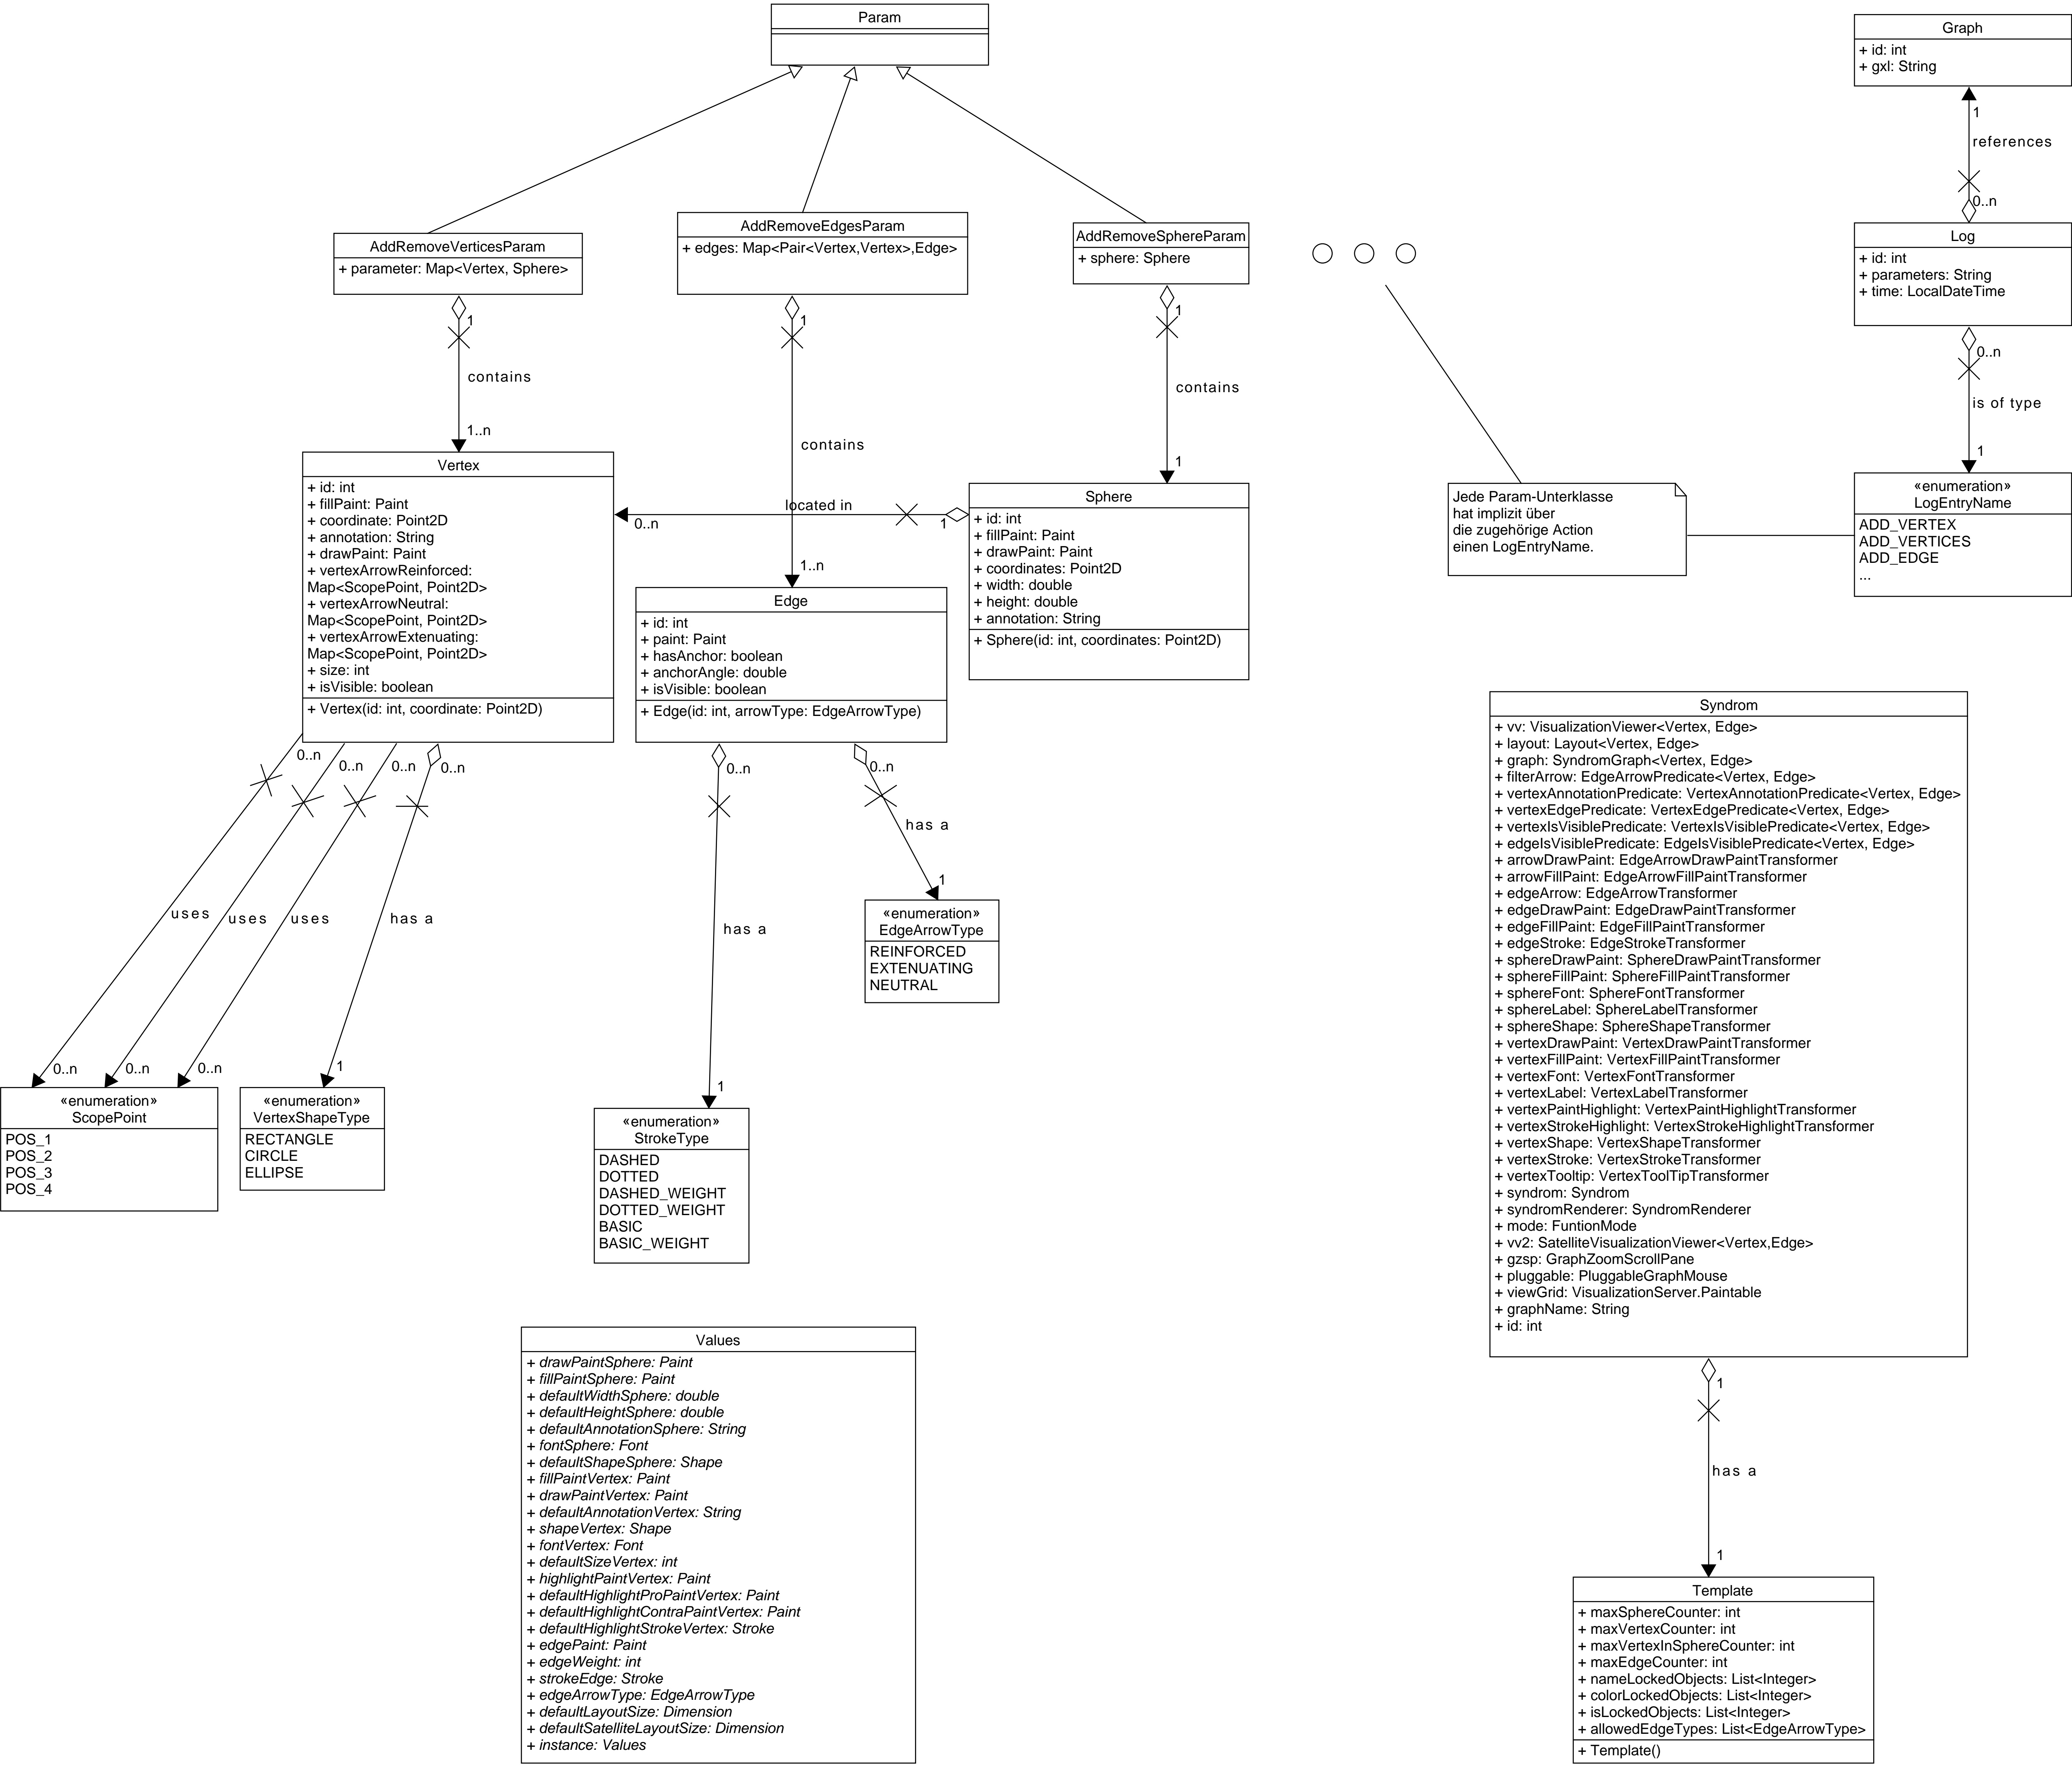 Param
Graph
+ id: int
+ gxl: String
1
references
0..n
AddRemoveVerticesParam
+ parameter: Map<Vertex, Sphere>
AddRemoveEdgesParam
+ edges: Map<Pair<Vertex,Vertex>,Edge>
AddRemoveSphereParam
+ sphere: Sphere
Log
+ id: int
+ parameters: String
+ time: LocalDateTime
1
contains
1..n
1
contains
1..n
1
contains
1
0..n
is of type
1
Vertex
+ id: int
+ fillPaint: Paint
+ coordinate: Point2D
+ annotation: String
+ drawPaint: Paint
+ vertexArrowReinforced:
Map<ScopePoint, Point2D>
+ vertexArrowNeutral:
Map<ScopePoint, Point2D>
+ vertexArrowExtenuating:
Map<ScopePoint, Point2D>
+ size: int
+ isVisible: boolean
+ Vertex(id: int, coordinate: Point2D)
0..n
located in
1
Sphere
+ id: int
+ fillPaint: Paint
+ drawPaint: Paint
+ coordinates: Point2D
+ width: double
+ height: double
+ annotation: String
+ Sphere(id: int, coordinates: Point2D)
Jede Param-Unterklasse
hat implizit über
die zugehörige Action
einen LogEntryName.
«enumeration»
LogEntryName
ADD_VERTEX
ADD_VERTICES
ADD_EDGE
...
Edge
+ id: int
+ paint: Paint
+ hasAnchor: boolean
+ anchorAngle: double
+ isVisible: boolean
+ Edge(id: int, arrowType: EdgeArrowType)
0..n
0..n
0..n
0..n
uses
uses
uses
has a
0..n
0..n
0..n
1
0..n
has a
1
0..n
has a
1
«enumeration»
EdgeArrowType
REINFORCED
EXTENUATING
NEUTRAL
«enumeration»
ScopePoint
POS_1
POS_2
POS_3
POS_4
«enumeration»
VertexShapeType
RECTANGLE
CIRCLE
ELLIPSE
«enumeration»
StrokeType
DASHED
DOTTED
DASHED_WEIGHT
DOTTED_WEIGHT
BASIC
BASIC_WEIGHT
Syndrom
+ vv: VisualizationViewer<Vertex, Edge>
+ layout: Layout<Vertex, Edge>
+ graph: SyndromGraph<Vertex, Edge>
+ filterArrow: EdgeArrowPredicate<Vertex, Edge>
+ vertexAnnotationPredicate: VertexAnnotationPredicate<Vertex, Edge>
+ vertexEdgePredicate: VertexEdgePredicate<Vertex, Edge>
+ vertexIsVisiblePredicate: VertexIsVisiblePredicate<Vertex, Edge>
+ edgeIsVisiblePredicate: EdgeIsVisiblePredicate<Vertex, Edge>
+ arrowDrawPaint: EdgeArrowDrawPaintTransformer
+ arrowFillPaint: EdgeArrowFillPaintTransformer
+ edgeArrow: EdgeArrowTransformer
+ edgeDrawPaint: EdgeDrawPaintTransformer
+ edgeFillPaint: EdgeFillPaintTransformer
+ edgeStroke: EdgeStrokeTransformer
+ sphereDrawPaint: SphereDrawPaintTransformer
+ sphereFillPaint: SphereFillPaintTransformer
+ sphereFont: SphereFontTransformer
+ sphereLabel: SphereLabelTransformer
+ sphereShape: SphereShapeTransformer
+ vertexDrawPaint: VertexDrawPaintTransformer
+ vertexFillPaint: VertexFillPaintTransformer
+ vertexFont: VertexFontTransformer
+ vertexLabel: VertexLabelTransformer
+ vertexPaintHighlight: VertexPaintHighlightTransformer
+ vertexStrokeHighlight: VertexStrokeHighlightTransformer
+ vertexShape: VertexShapeTransformer
+ vertexStroke: VertexStrokeTransformer
+ vertexTooltip: VertexToolTipTransformer
+ syndrom: Syndrom
+ syndromRenderer: SyndromRenderer
+ mode: FuntionMode
+ vv2: SatelliteVisualizationViewer<Vertex,Edge>
+ gzsp: GraphZoomScrollPane
+ pluggable: PluggableGraphMouse
+ viewGrid: VisualizationServer.Paintable
+ graphName: String
+ id: int
1
has a
1
Values
+ drawPaintSphere: Paint
+ fillPaintSphere: Paint
+ defaultWidthSphere: double
+ defaultHeightSphere: double
+ defaultAnnotationSphere: String
+ fontSphere: Font
+ defaultShapeSphere: Shape
+ fillPaintVertex: Paint
+ drawPaintVertex: Paint
+ defaultAnnotationVertex: String
+ shapeVertex: Shape
+ fontVertex: Font
+ defaultSizeVertex: int
+ highlightPaintVertex: Paint
+ defaultHighlightProPaintVertex: Paint
+ defaultHighlightContraPaintVertex: Paint
+ defaultHighlightStrokeVertex: Stroke
+ edgePaint: Paint
+ edgeWeight: int
+ strokeEdge: Stroke
+ edgeArrowType: EdgeArrowType
+ defaultLayoutSize: Dimension
+ defaultSatelliteLayoutSize: Dimension
+ instance: Values
Template
+ maxSphereCounter: int
+ maxVertexCounter: int
+ maxVertexInSphereCounter: int
+ maxEdgeCounter: int
+ nameLockedObjects: List<Integer>
+ colorLockedObjects: List<Integer>
+ isLockedObjects: List<Integer>
+ allowedEdgeTypes: List<EdgeArrowType>
+ Template()